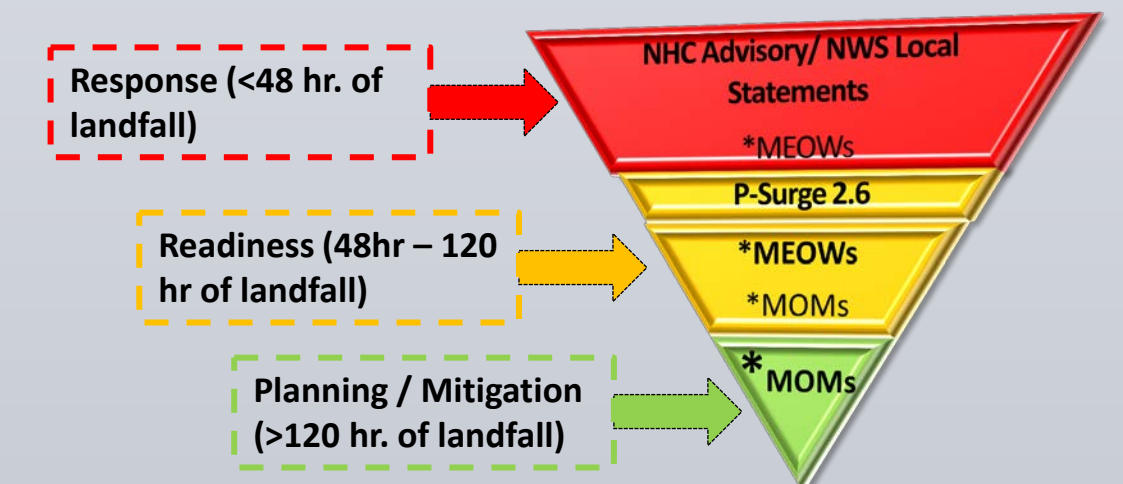 Response (<48 hr. of
landfall)
NHC Advisory/ NWS Local
Statements
*MEOWs
P-Surge 2.6
Readiness (48hr – 120
hr of landfall)
*MEOWs
*MOMs
Planning / Mitigation
(>120 hr. of landfall)
*MOMs